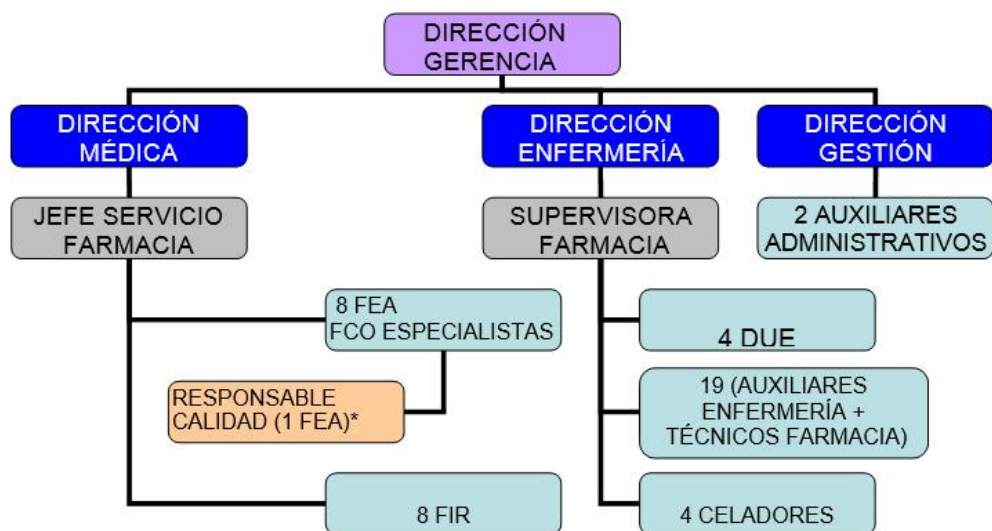 DIRECCIÓN
GERENCIA
DIRECCIÓN
MÉDICA
DIRECCIÓN
ENFERMERÍA
DIRECCIÓN
GESTIÓN
JEFE SERVICIO
FARMACIA
SUPERVISORA
FARMACIA
2 AUXILIARES
ADMINISTRATIVOS
8 FEA
FCO ESPECIALISTAS
RESPONSABLE
CALIDAD (1 FEA)*
8 FIR
4 DUE
19 (AUXILIARES
ENFERMERÍA +
TÉCNICOS FARMACIA)
4 CELADORES